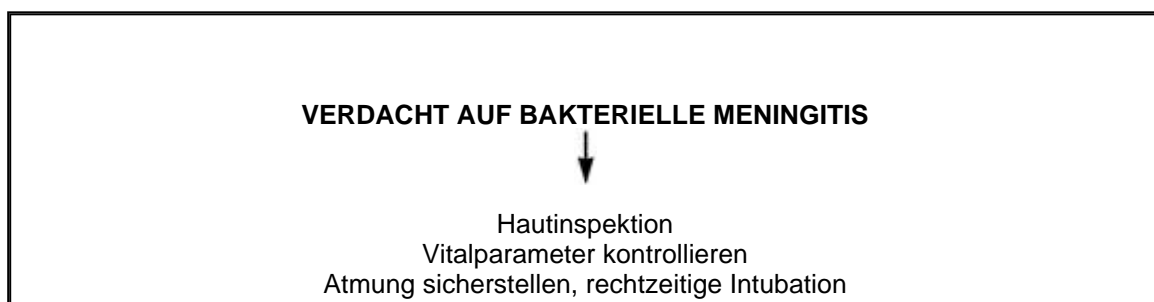 VERDACHT AUF BAKTERIELLE MENINGITIS
Hautinspektion
Vitalparameter kontrollieren
Atmung sicherstellen, rechtzeitige Intubation